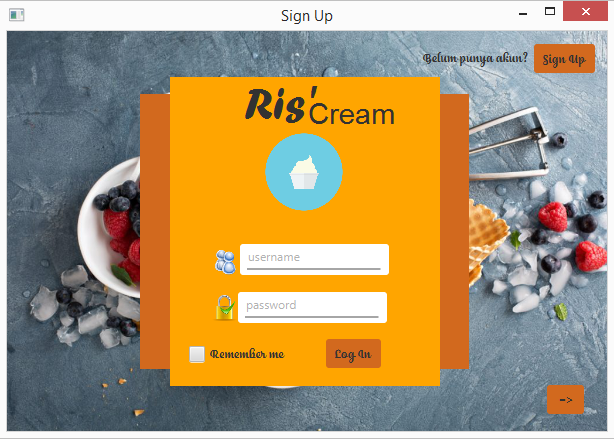 Sign Up
Belum punya akun?
Sign Up
Ris'Cream
username
password
Remember me
Log In
=>